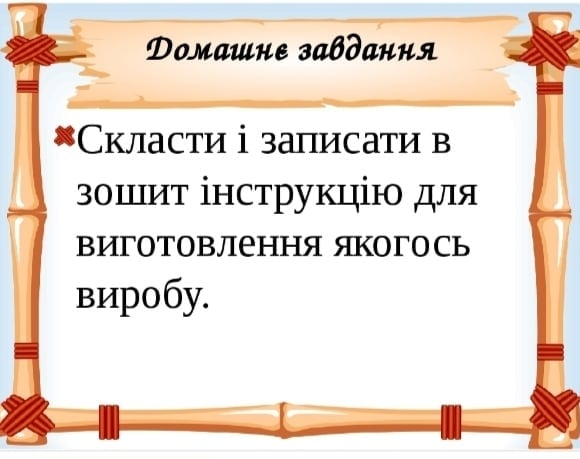 Домашнє завдання
Скласти і записати в
зошит інструкцію для
виготовлення якогось
виробу.